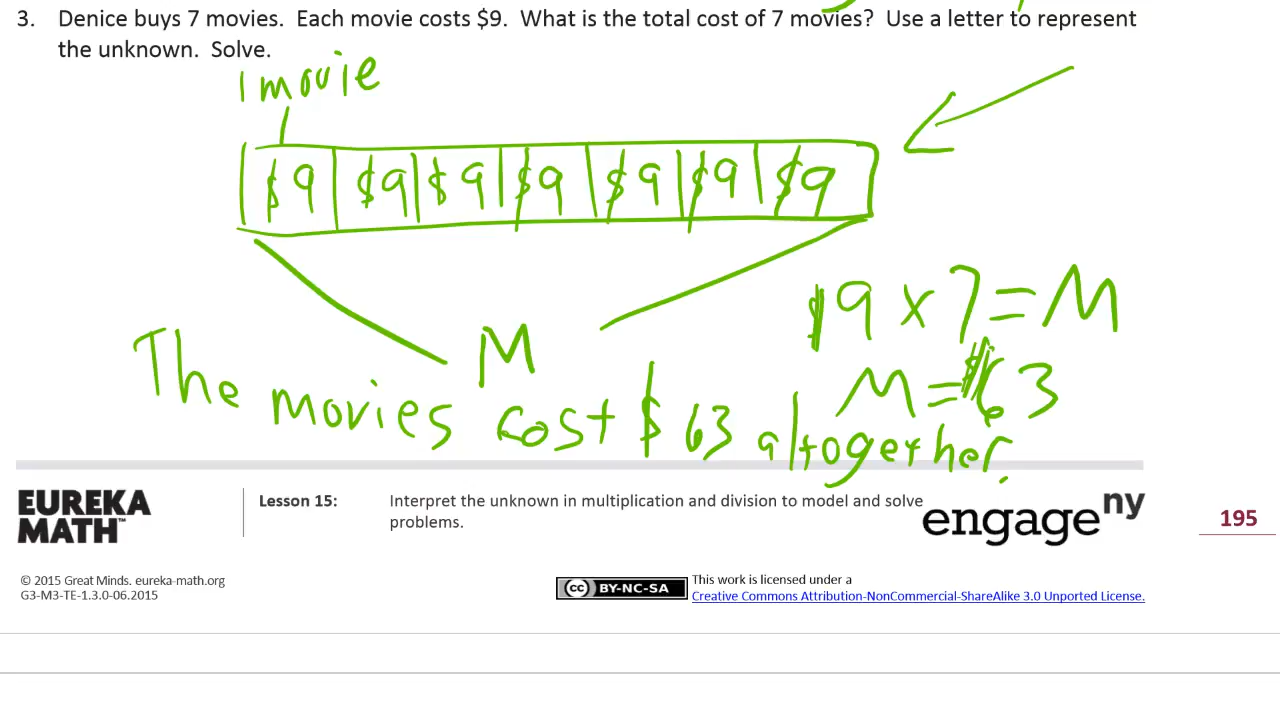 3. Denice buys 7 movies. Each movie costs $9. What is the total cost of 7 movies? Use a letter to represent
the unknown. Solve.
1 movie
$9 $9 $9 $9 $9 $9 $9
M
$9 x 7 = M
M = $63
The movies cost $63 altogether.
EUREKA
MATH™
Lesson 15: Interpret the unknown in multiplication and division to model and solve
problems.
engage ny
195
© 2015 Great Minds. eureka-math.org
G3-M3-TE-1.3.0-06.2015
cc BY-NC-SA
This work is licensed under a
Creative Commons Attribution-NonCommercial-ShareAlike 3.0 Unported License.